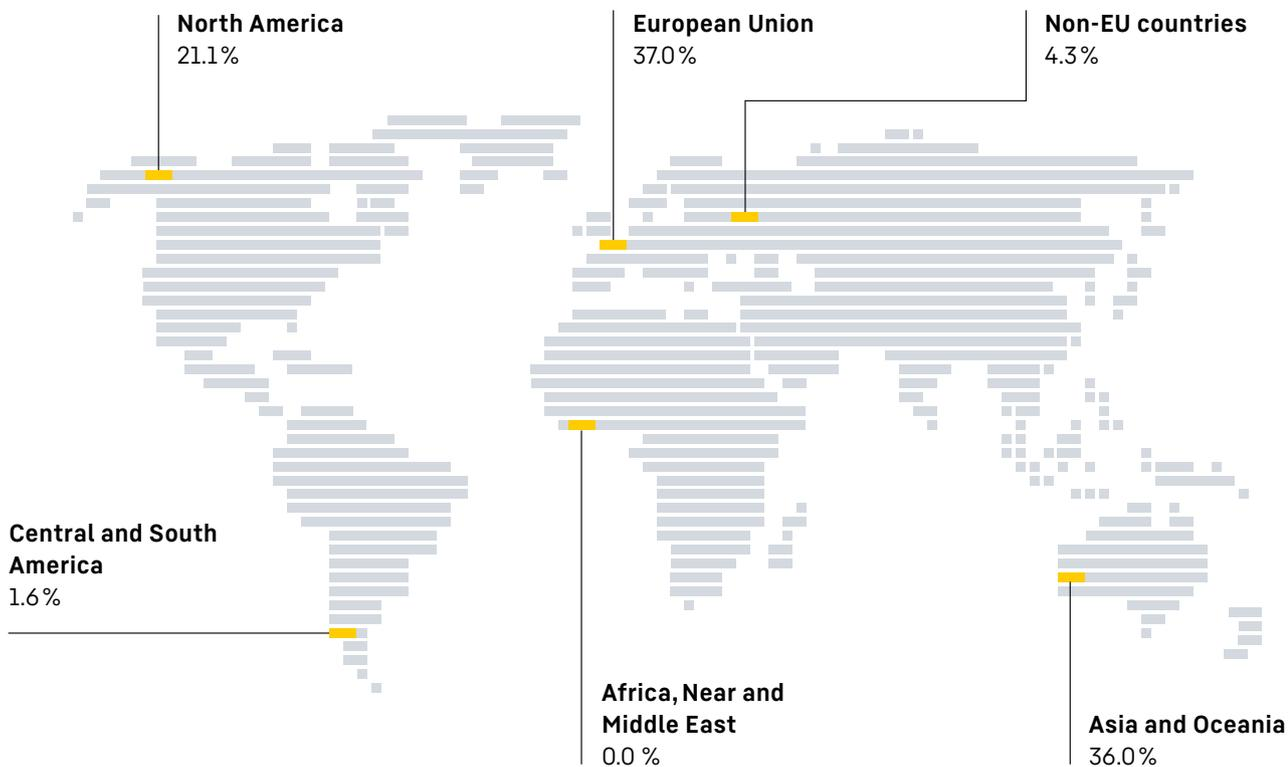 North America
21.1 %
European Union
37.0 %
Non-EU countries
4.3 %
Central and South
America
1.6 %
Africa, Near and
Middle East
0.0 %
Asia and Oceania
36.0 %